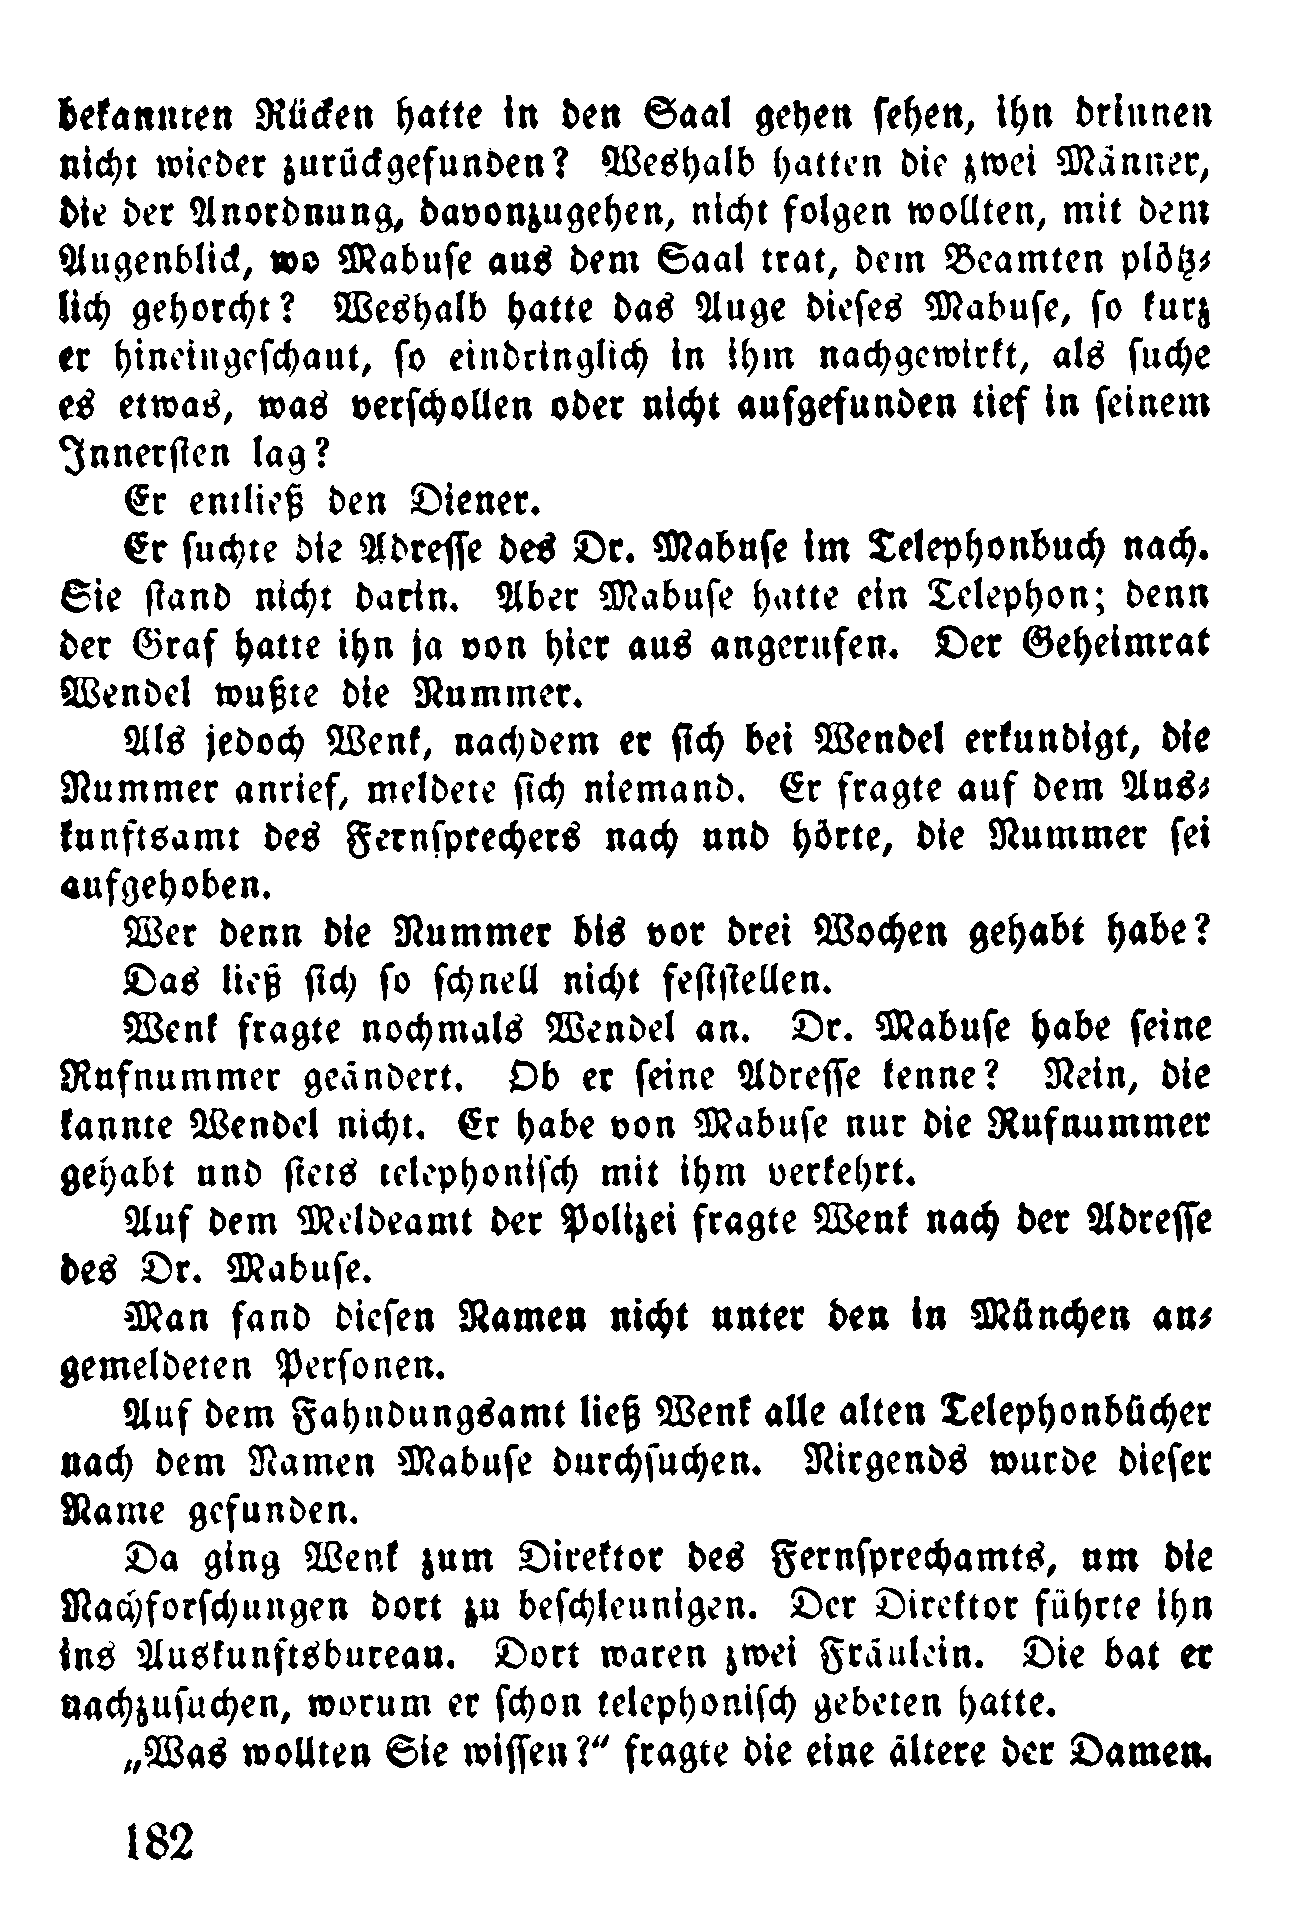 bekannten Rücken hatte in den Saal gehen sehen, ihn drinnen
nicht wieder zurückgefunden? Weshalb hatten die zwei Männer,
die der Anordnung, davonzugehen, nicht folgen wollten, mit dem
Augenblick, wo Mabuse aus dem Saal trat, dem Beamten plötz-
lich gehorcht? Weshalb hatte das Auge dieses Mabuse, so kurz
er hineingeschaut, so eindringlich in ihm nachgewirkt, als suche
es etwas, was verschollen oder nicht aufgefunden tief in seinem
Innersten lag?
Er entließ den Diener.
Er suchte die Adresse des Dr. Mabuse im Telephonbuch nach.
Sie stand nicht darin. Aber Mabuse hatte ein Telephon; denn
der Graf hatte ihn ja von hier aus angerufen. Der Geheimrat
Wendel wußte die Nummer.
Als jedoch Wenk, nachdem er sich bei Wendel erkundigt, die
Nummer anrief, meldete sich niemand. Er fragte auf dem Aus-
kunftsamt des Fernsprechers nach und hörte, die Nummer sei
aufgehoben.
Wer denn die Nummer bis vor drei Wochen gehabt habe?
Das ließ sich so schnell nicht feststellen.
Wenk fragte nochmals Wendel an. Dr. Mabuse habe seine
Rufnummer geändert. Ob er seine Adresse kenne? Nein, die
kannte Wendel nicht. Er habe von Mabuse nur die Rufnummer
gehabt und stets telephonisch mit ihm verkehrt.
Auf dem Meldeamt der Polizei fragte Wenk nach der Adresse
des Dr. Mabuse.
Man fand diesen Namen nicht unter den in München an-
gemeldeten Personen.
Auf dem Fahndungsamt ließ Wenk alle alten Telephonbücher
nach dem Namen Mabuse durchsuchen. Nirgends wurde dieser
Name gefunden.
Da ging Wenk zum Direktor des Fernsprechamts, um die
Nachforschungen dort zu beschleunigen. Der Direktor führte ihn
ins Auskunftsbureau. Dort waren zwei Fräulein. Die bat er
nachzusuchen, worum er schon telephonisch gebeten hatte.
„Was wollten Sie wissen?“ fragte die eine ältere der Damen.
182